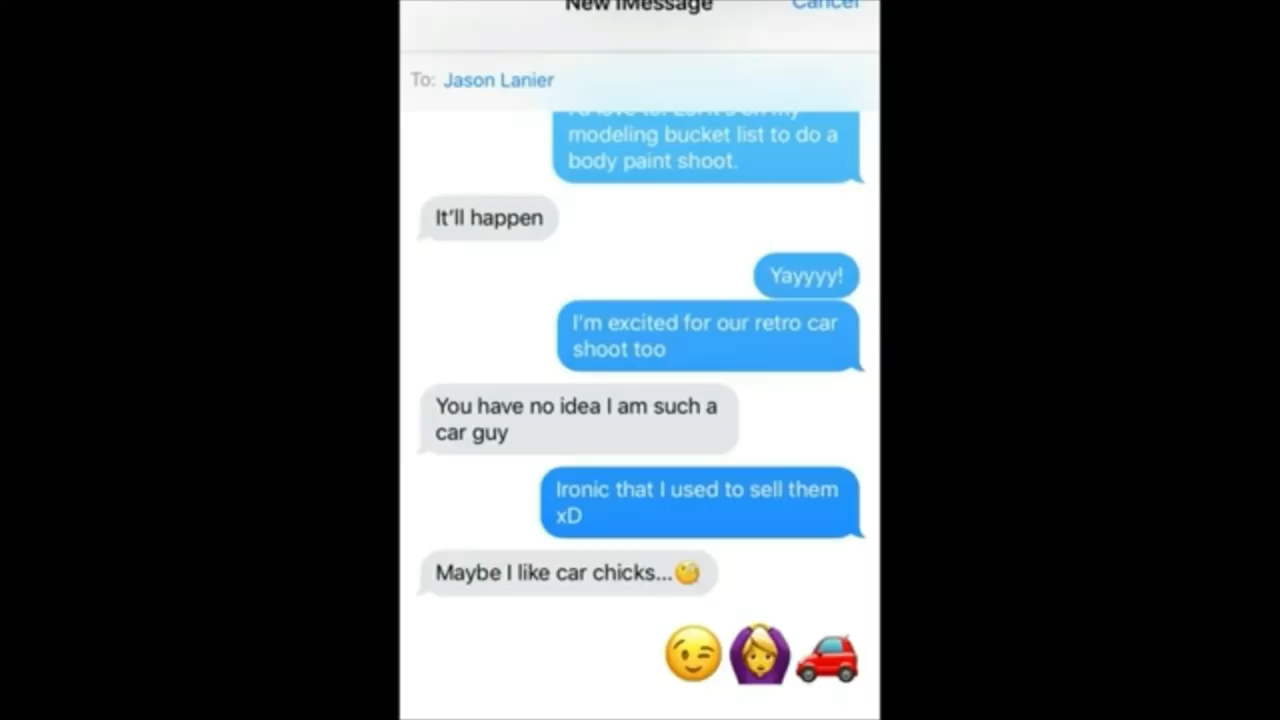 New iMessage Cancel
To: Jason Lanier
modeling bucket list to do a
body paint shoot.
It'll happen
Yayyyy!
I'm excited for our retro car
shoot too
You have no idea I am such a
car guy
Ironic that I used to sell them
xD
Maybe I like car chicks...🧐
😉🙆‍♀️🚗